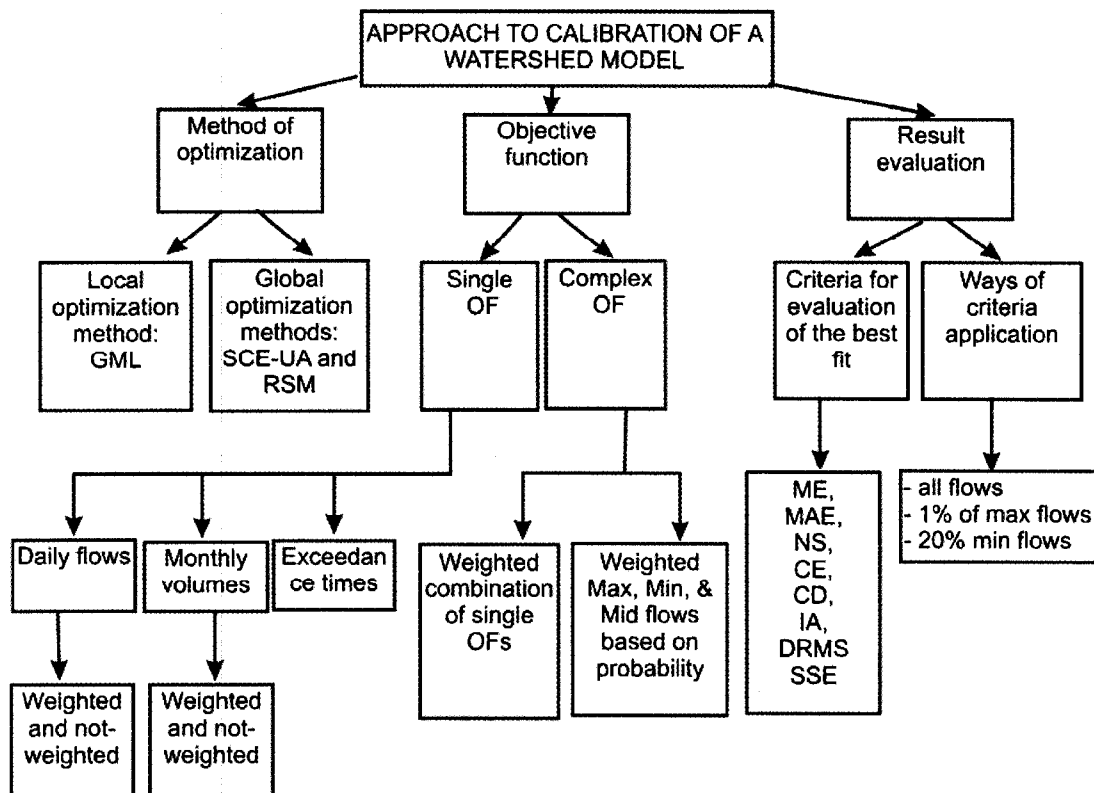 APPROACH TO CALIBRATION OF A
WATERSHED MODEL
Method of
optimization
Objective
function
Result
evaluation
Local
optimization
method:
GML
Global
optimization
methods:
SCE-UA and
RSM
Single
OF
Complex
OF
Criteria for
evaluation
of the best
fit
Ways of
criteria
application
Daily flows
Monthly
volumes
Exceedan
ce times
Weighted
combination
of single
OFs
Weighted
Max, Min, &
Mid flows
based on
probability
ME,
MAE,
NS,
CE,
CD,
IA,
DRMS
SSE
- all flows
- 1% of max flows
- 20% min flows
Weighted
and not-
weighted
Weighted
and not-
weighted